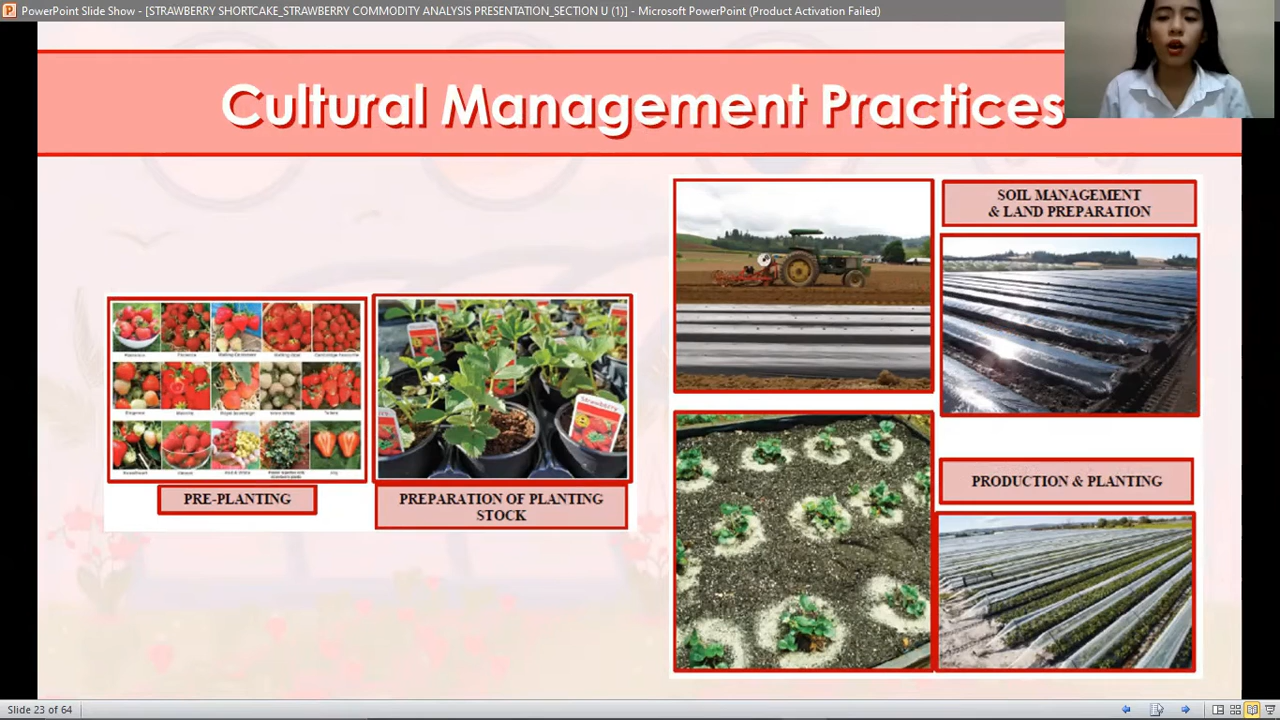 PowerPoint Slide Show - [STRAWBERRY SHORTCAKE_STRAWBERRY COMMODITY ANALYSIS PRESENTATION_SECTION U (1)] - Microsoft PowerPoint (Product Activation Failed)
Cultural Management Practices
PRE-PLANTING
PREPARATION OF PLANTING
STOCK
SOIL MANAGEMENT
& LAND PREPARATION
PRODUCTION & PLANTING
Slide 23 of 64